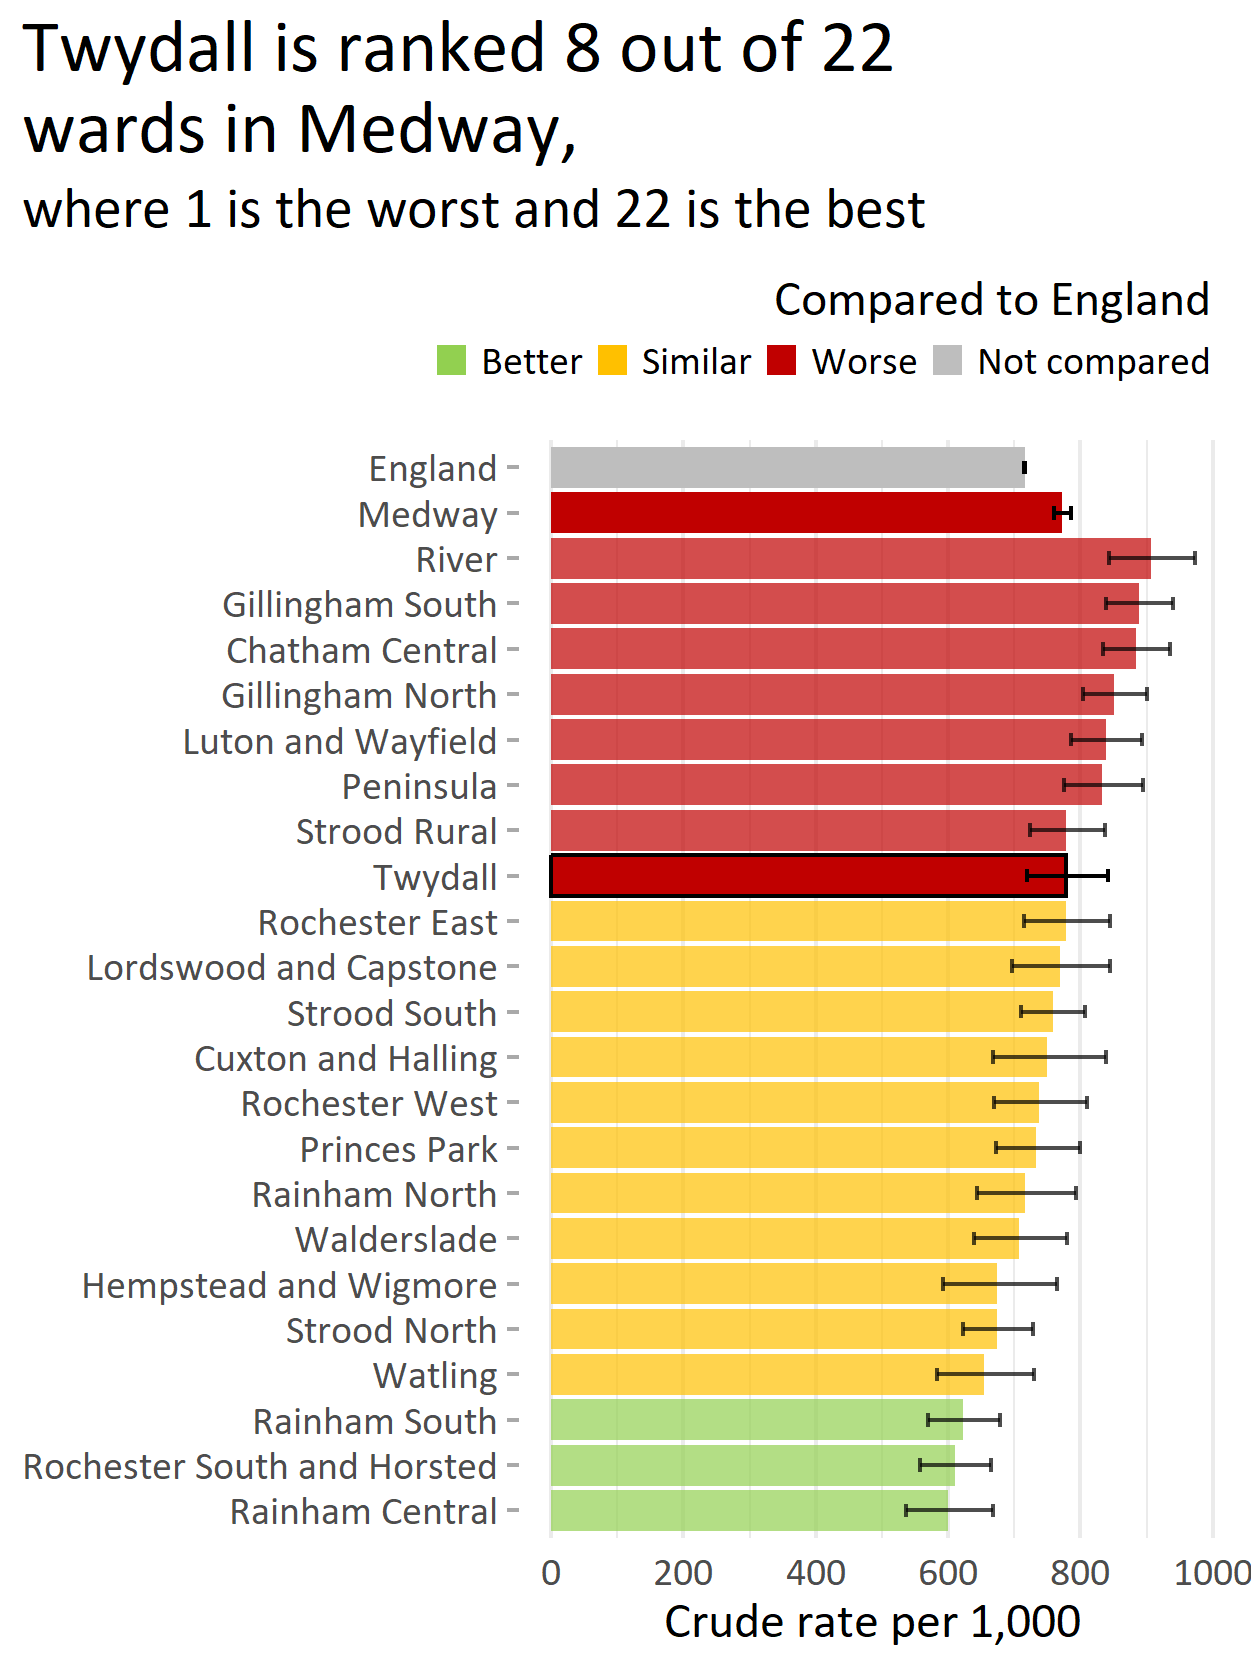 Twydall is ranked 8 out of 22
wards in Medway,
where 1 is the worst and 22 is the best
Compared to England
Better Similar Worse Not compared
England
Medway
River
Gillingham South
Chatham Central
Gillingham North
Luton and Wayfield
Peninsula
Strood Rural
Twydall
Rochester East
Lordswood and Capstone
Strood South
Cuxton and Halling
Rochester West
Princes Park
Rainham North
Walderslade
Hempstead and Wigmore
Strood North
Watling
Rainham South
Rochester South and Horsted
Rainham Central
0 200 400 600 800 1000
Crude rate per 1,000